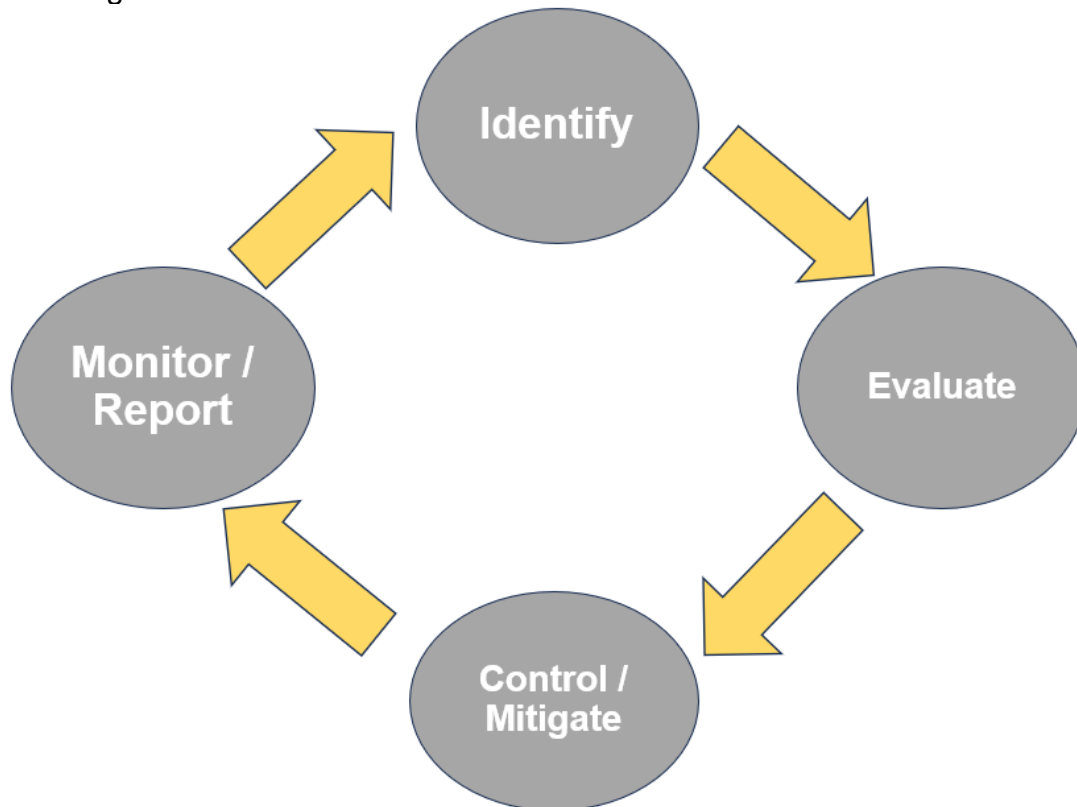 Identify
Evaluate
Control /
Mitigate
Monitor /
Report